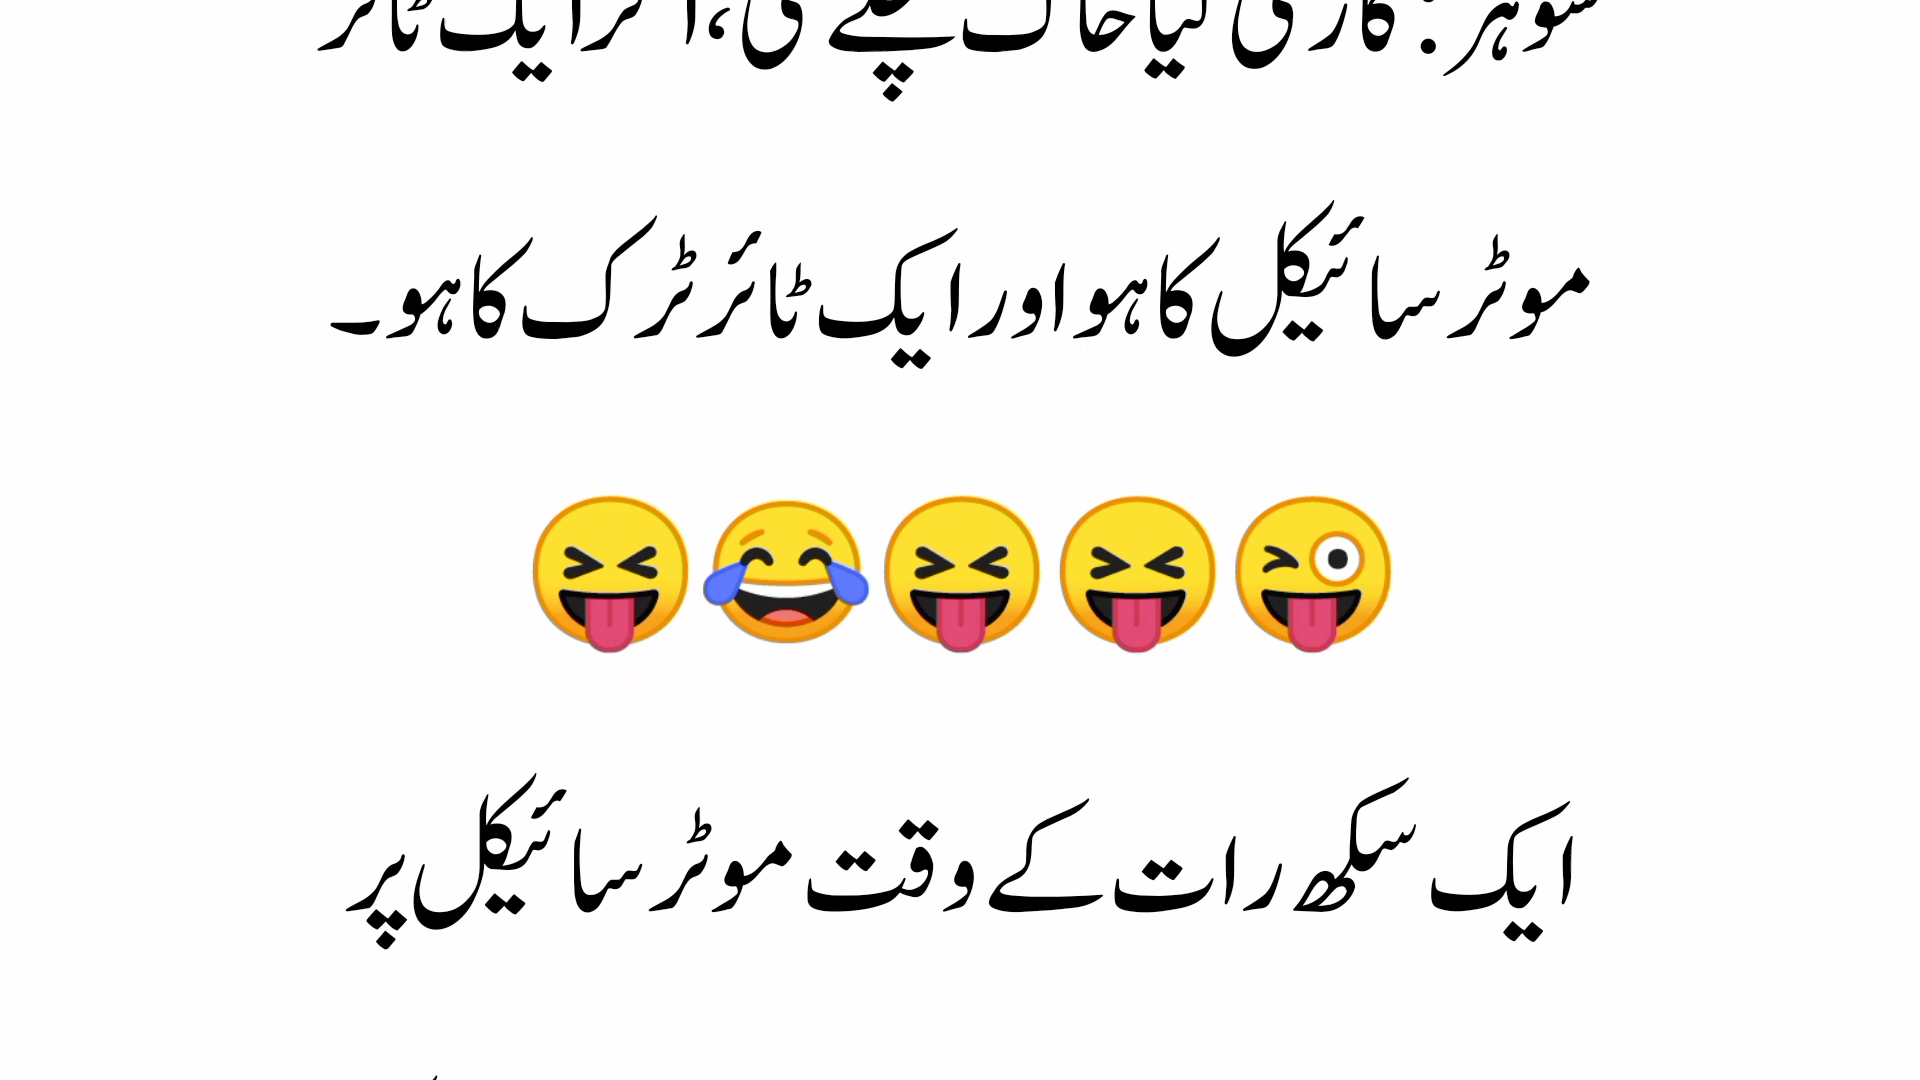 شوہر: گاڑی کیا خاک چلے گی، اگر ایک ٹائر
موٹر سائیکل کا ہو اور ایک ٹائر ٹرک کا ہو۔
😝😂😝😝😜
ایک سکھ رات کے وقت موٹر سائیکل پر